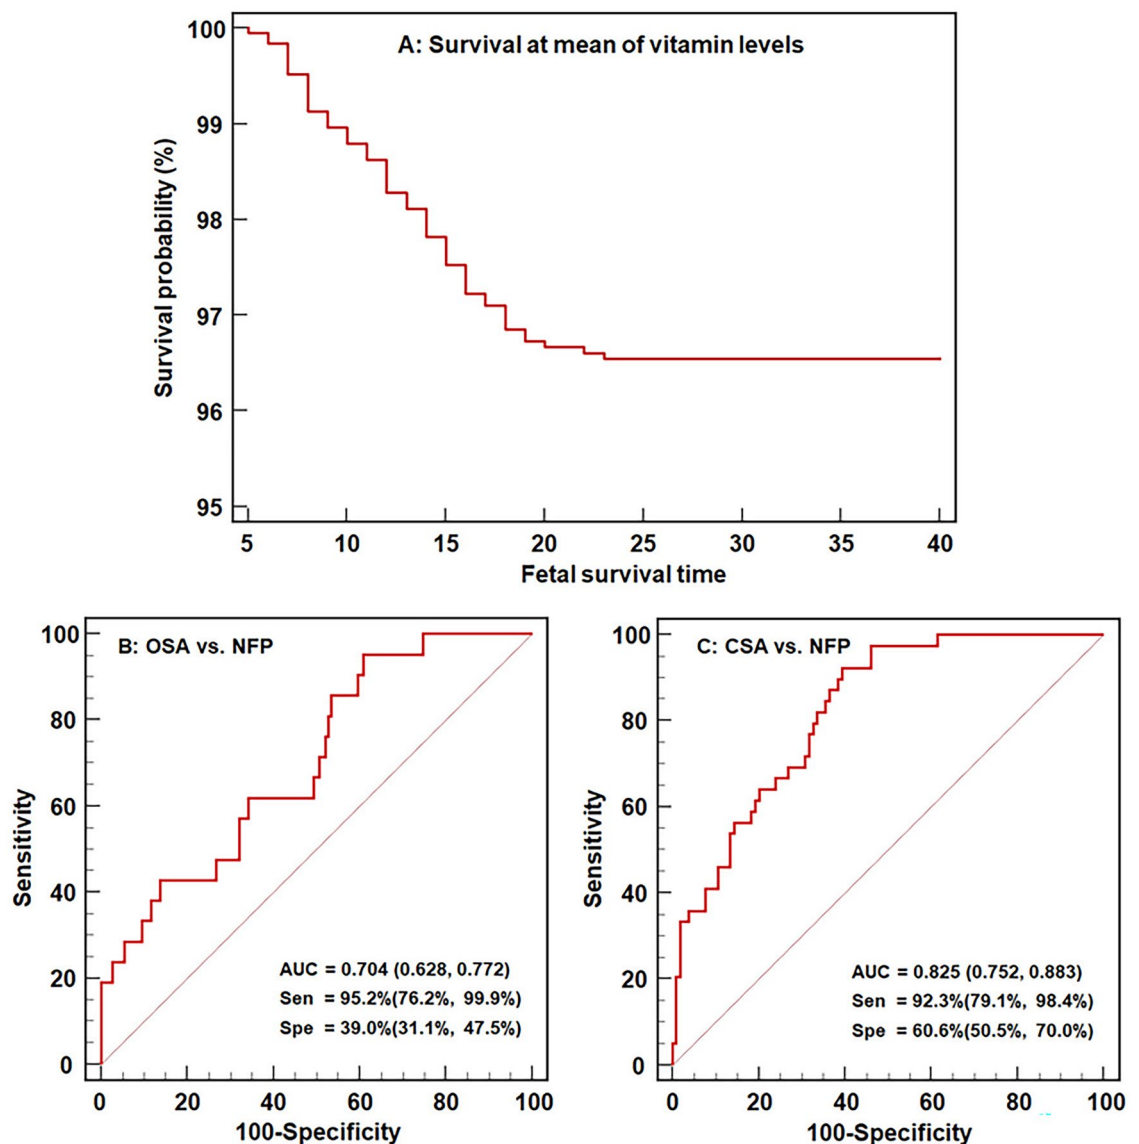 A: Survival at mean of vitamin levels
Survival probability (%)
100
99
98
97
96
95
5 10 15 20 25 30 35 40
Fetal survival time
B: OSA vs. NFP
Sensitivity
100
80
60
40
20
0
AUC = 0.704 (0.628, 0.772)
Sen = 95.2%(76.2%, 99.9%)
Spe = 39.0%(31.1%, 47.5%)
0 20 40 60 80 100
100-Specificity
C: CSA vs. NFP
Sensitivity
100
80
60
40
20
0
AUC = 0.825 (0.752, 0.883)
Sen = 92.3%(79.1%, 98.4%)
Spe = 60.6%(50.5%, 70.0%)
0 20 40 60 80 100
100-Specificity